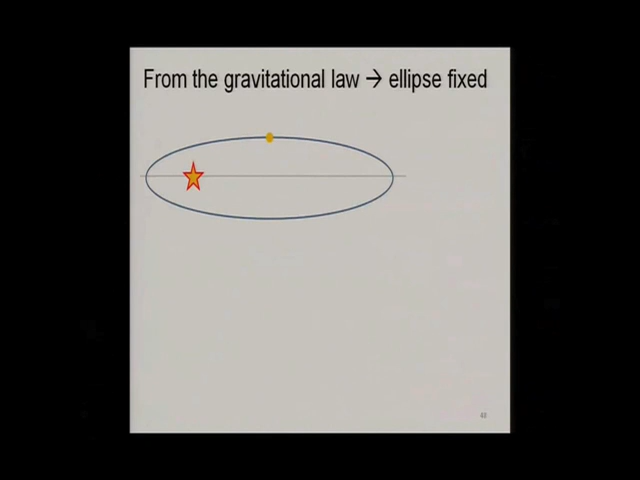 From the gravitational law → ellipse fixed